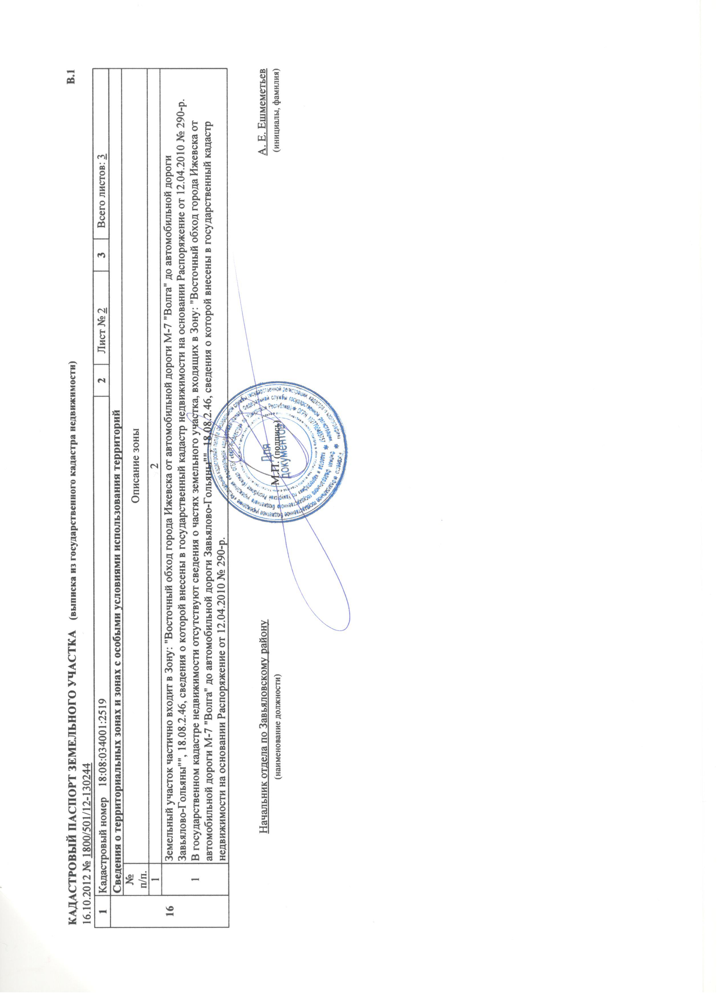 КАДАСТРОВЫЙ ПАСПОРТ ЗЕМЕЛЬНОГО УЧАСТКА (выписка из государственного кадастра недвижимости) В.1
16.10.2012 № 1800/501/12-130244
1 Кадастровый номер 18:08:034001:2519 2 Лист № 2 3 Всего листов: 3
Сведения о территориальных зонах и зонах с особыми условиями использования территорий
№
п/п.
Описание зоны
1 2
16
1
Земельный участок частично входит в Зону: "Восточный обход города Ижевска от автомобильной дороги М-7 "Волга" до автомобильной дороги
Завьялово-Гольяны"", 18.08.2.46, сведения о которой внесены в государственный кадастр недвижимости на основании Распоряжение от 12.04.2010 № 290-р.
В государственном кадастре недвижимости отсутствуют сведения о частях земельного участка, входящих в Зону: "Восточный обход города Ижевска от
автомобильной дороги М-7 "Волга" до автомобильной дороги Завьялово-Гольяны"", 18.08.2.46, сведения о которой внесены в государственный кадастр
недвижимости на основании Распоряжение от 12.04.2010 № 290-р.
Начальник отдела по Завьяловскому району А. Е. Ешметьев
(наименование должности) М.П. (подпись) (инициалы, фамилия)
Для
документов